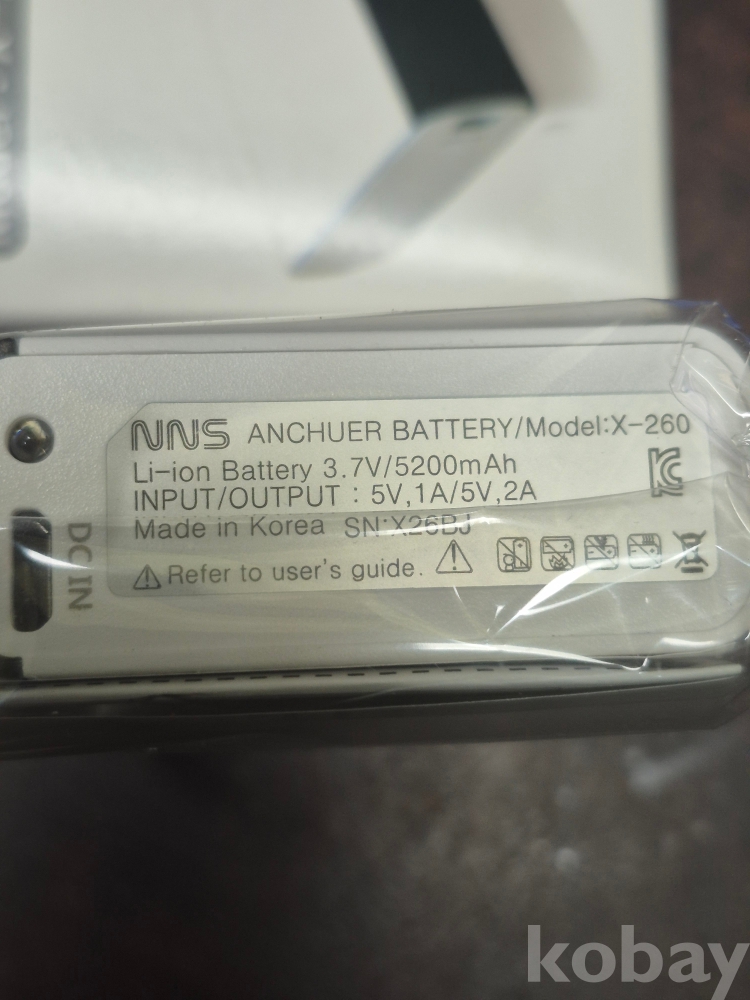 NNS ANCHUER BATTERY/Model:X-260
Li-ion Battery 3.7V/5200mAh
INPUT/OUTPUT : 5V,1A/5V,2A
Made in Korea SN:X26BJ
Refer to user's guide.
DC IN
kobay